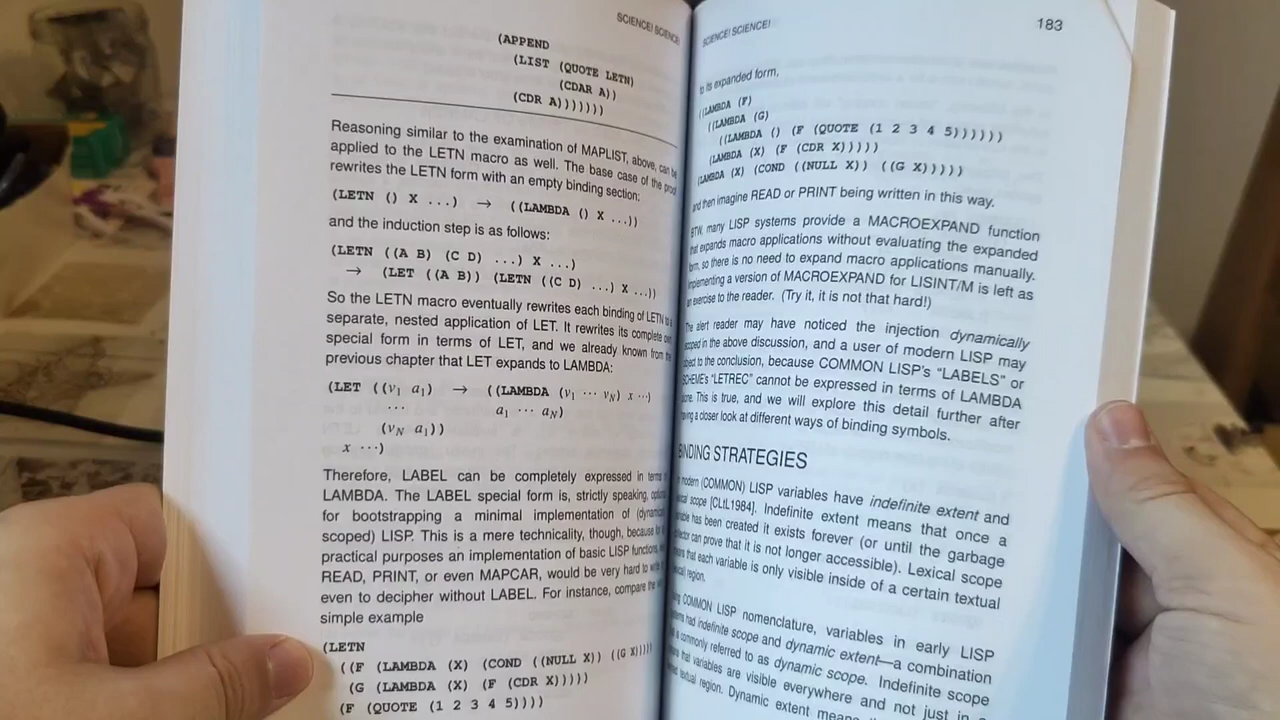 SCIENCE! SCIENCE!
(APPEND
(LIST (QUOTE LETN)
(CDAR A))
(CDR A)))))))
Reasoning similar to the examination of MAPLIST, above, can be
applied to the LETN macro as well. The base case of the
rewrites the LETN form with an empty binding section:
(LETN () X ...) → ((LAMBDA () X ...))
and the induction step is as follows:
(LETN ((A B) (C D) ...) X ...)
→ (LET ((A B)) (LETN ((C D) ...) X ...))
So the LETN macro eventually rewrites each binding of LETN
separate, nested application of LET. It rewrites its complete
special form in terms of LET, and we already known from the
previous chapter that LET expands to LAMBDA:
(LET ((v1 a1) → ((LAMBDA (v1 ··· vN) x ···)
··· a1 ··· aN)
(vN a1))
x ···)
Therefore, LABEL can be completely expressed in terms
LAMBDA. The LABEL special form is, strictly speaking,
for bootstrapping a minimal implementation of
scoped) LISP. This is a mere technicality, though, because
practical purposes an implementation of basic LISP functions,
READ, PRINT, or even MAPCAR, would be very hard to
even to decipher without LABEL. For instance, compare the
simple example
(LETN
((F (LAMBDA (X) (COND ((NULL X)) ((G X)))))
(G (LAMBDA (X) (F (CDR X)))))
(F (QUOTE (1 2 3 4 5))))
SCIENCE! SCIENCE! 183
to its expanded form,
((LAMBDA (F)
((LAMBDA (G)
((LAMBDA () (F (QUOTE (1 2 3 4 5))))))
(LAMBDA (X) (F (CDR X)))))
(LAMBDA (X) (COND ((NULL X)) ((G X)))))
and then imagine READ or PRINT being written in this way.
BTW, many LISP systems provide a MACROEXPAND function
that expands macro applications without evaluating the expanded
form, so there is no need to expand macro applications manually.
Implementing a version of MACROEXPAND for LISINT/M is left as
an exercise to the reader. (Try it, it is not that hard!)
The alert reader may have noticed the injection dynamically
scoped in the above discussion, and a user of modern LISP may
object to the conclusion, because COMMON LISP's "LABELS" or
SCHEME's "LETREC" cannot be expressed in terms of LAMBDA
alone. This is true, and we will explore this detail further after
having a closer look at different ways of binding symbols.
BINDING STRATEGIES
In modern (COMMON) LISP variables have indefinite extent and
lexical scope [CLtL1984]. Indefinite extent means that once a
variable has been created it exists forever (or until the garbage
collector can prove that it is not longer accessible). Lexical scope
means that each variable is only visible inside of a certain textual
region.
COMMON LISP nomenclature, variables in early LISP
had indefinite scope and dynamic extent—a combination
commonly referred to as dynamic scope. Indefinite scope
that variables are visible everywhere and not just in a
textual region. Dynamic extent means